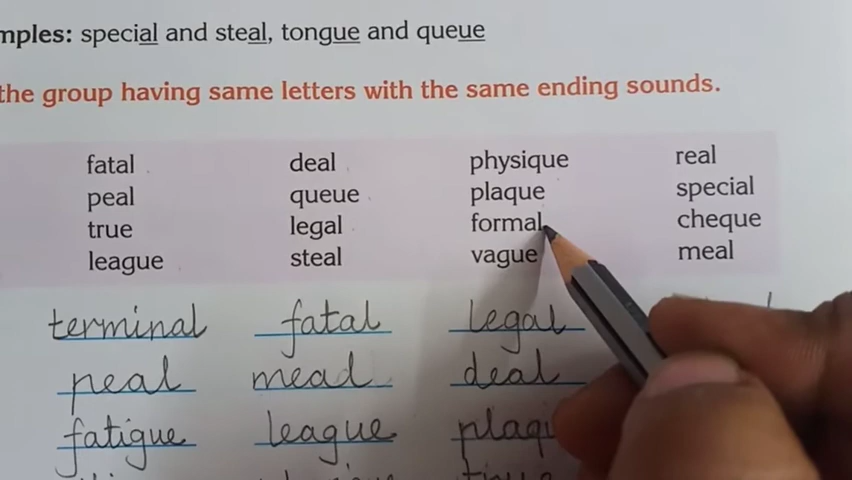 mples: special and steal, tongue and queue
the group having same letters with the same ending sounds.
fatal deal physique real
peal queue plaque special
true legal formal cheque
league steal vague meal
terminal fatal legal
peal meal deal
fatigue league